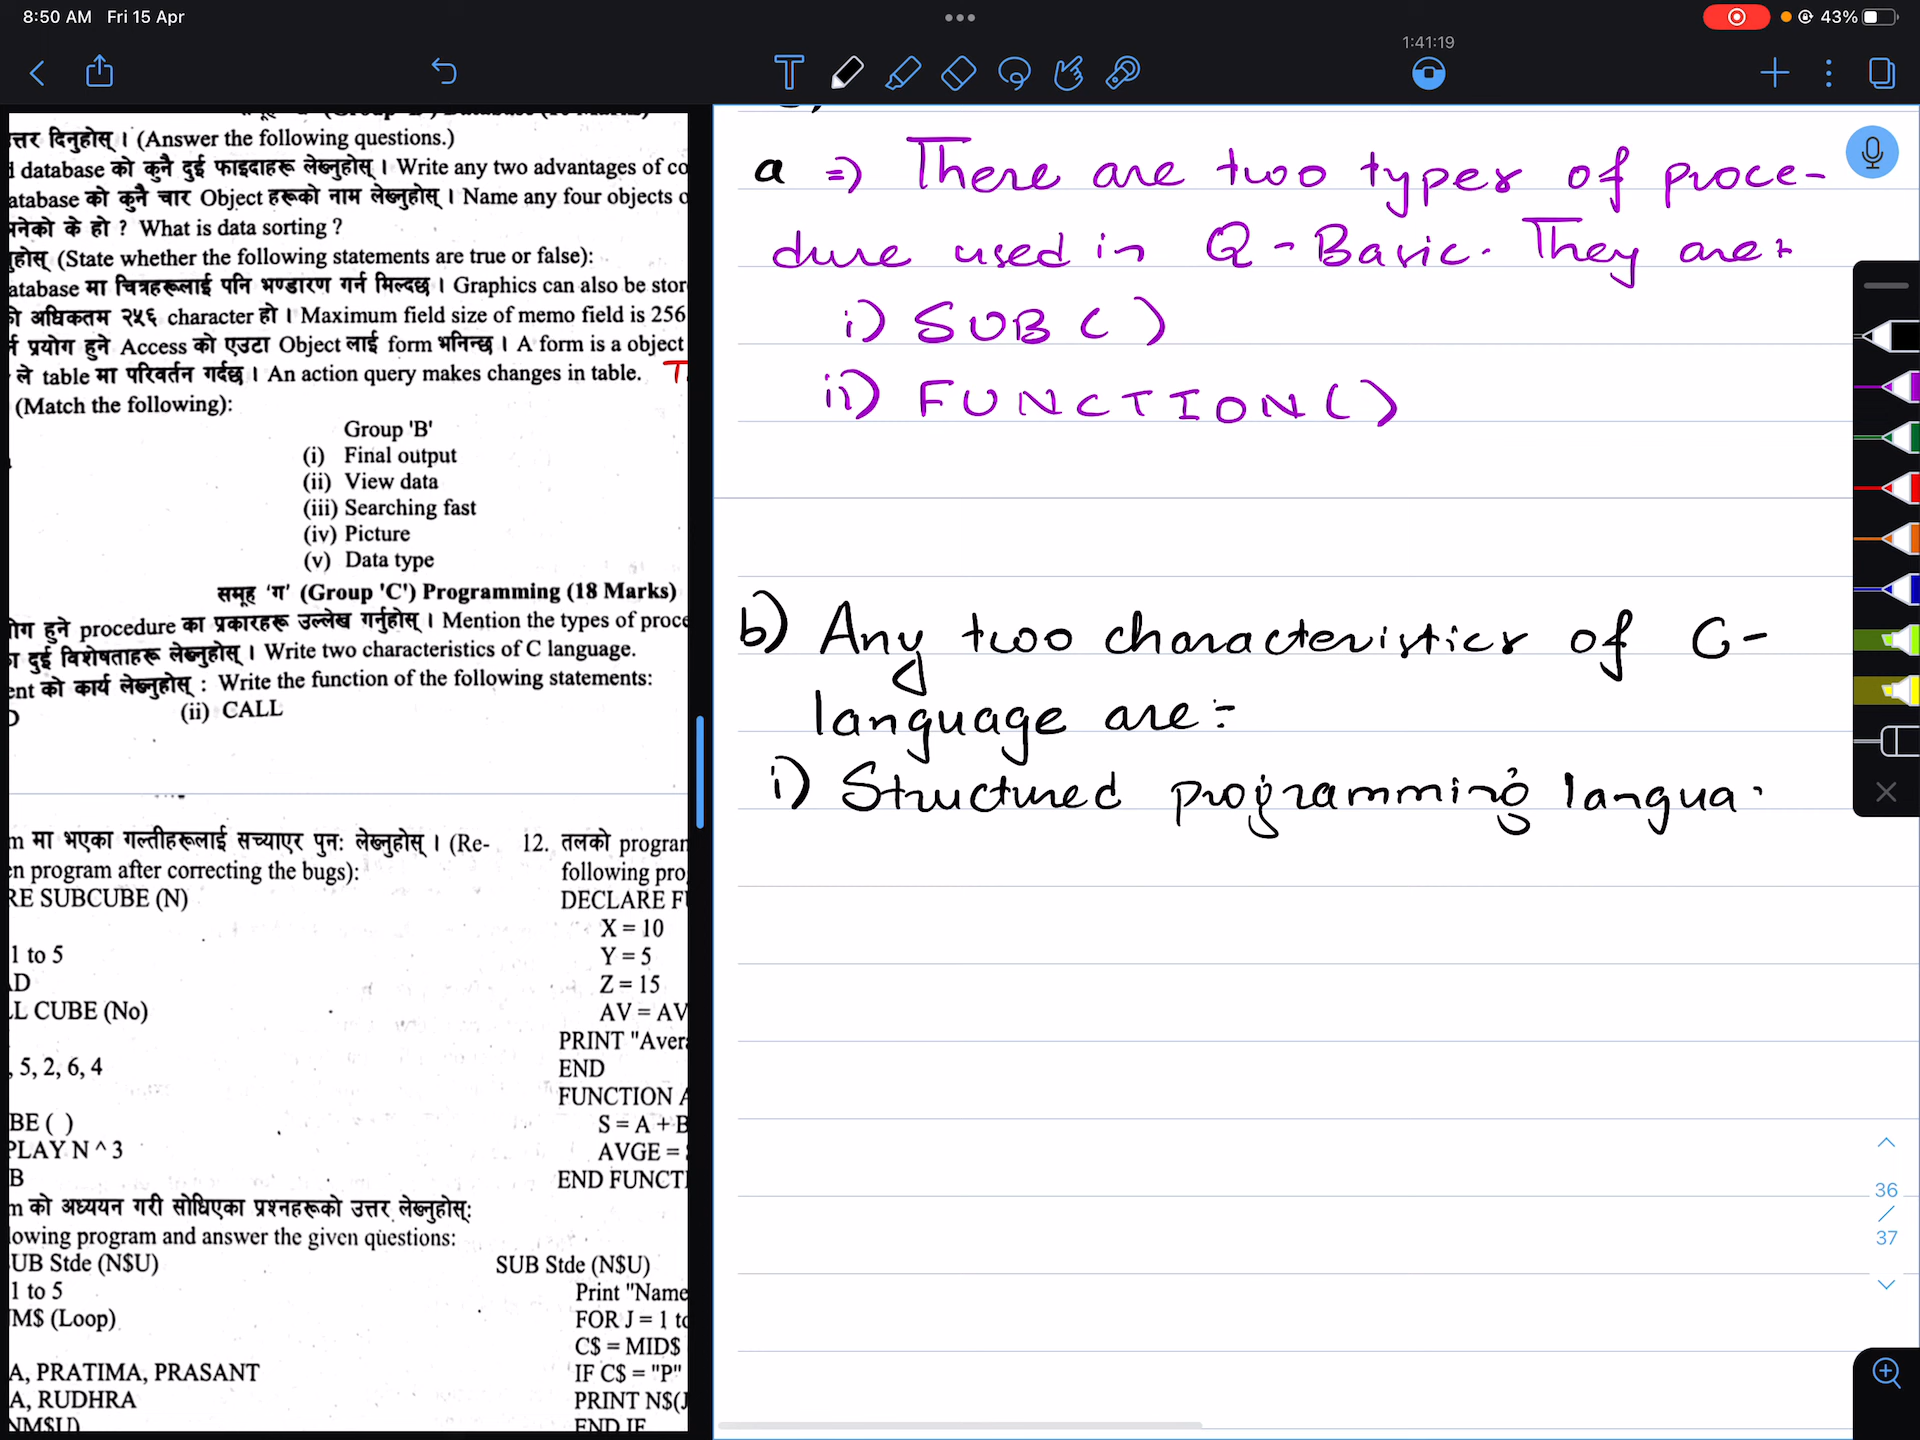 8:50 AM Fri 15 Apr
43%
1:41:19
त्तर दिनुहोस् । (Answer the following questions.)
database को कुनै दुई फाइदाहरू लेख्नुहोस् । Write any two advantages of co
atabase को कुनै चार Object हरूको नाम लेख्नुहोस् । Name any four objects o
भनेको के हो ? What is data sorting ?
हुहोस् (State whether the following statements are true or false):
atabase मा चित्रहरूलाई पनि भण्डारण गर्न मिल्दछ । Graphics can also be stor
को अधिकतम २५६ character हो । Maximum field size of memo field is 256
र्न प्रयोग हुने Access को एउटा Object लाई form भनिन्छ । A form is a object
ले table मा परिवर्तन गर्दछ । An action query makes changes in table. T
(Match the following):
Group 'B'
(i) Final output
(ii) View data
(iii) Searching fast
(iv) Picture
(v) Data type
समूह 'ग' (Group 'C') Programming (18 Marks)
योग हुने procedure का प्रकारहरू उल्लेख गर्नुहोस् । Mention the types of proce
दुई विशेषताहरू लेख्नुहोस् । Write two characteristics of C language.
ent को कार्य लेख्नुहोस् : Write the function of the following statements:
(ii) CALL
m मा भएका गल्तीहरूलाई सच्याएर पुन: लेख्नुहोस् । (Re-
en program after correcting the bugs):
RE SUBCUBE (N)
1 to 5
AD
LL CUBE (No)
, 5, 2, 6, 4
BE ( )
PLAY N ^ 3
B
12. तलको progran
following pro
DECLARE FU
X = 10
Y = 5
Z = 15
AV = AV
PRINT "Avera
END
FUNCTION A
S = A + B
AVGE =
END FUNCTI
m को अध्ययन गरी सोधिएका प्रश्नहरूको उत्तर लेख्नुहोस्:
lowing program and answer the given questions:
UB Stde (N$U)
1 to 5
M$ (Loop)
A, PRATIMA, PRASANT
A, RUDHRA
NM$U)
SUB Stde (N$U)
Print "Name
FOR J = 1 to
C$ = MID$
IF C$ = "P"
PRINT N$(J
END IF
a => There are two types of proce-
dure used in Q-Basic. They are:
i) SUB ( )
ii) FUNCTION ( )
b) Any two characteristics of C-
language are:-
i) Structured programming langua
36
/
37